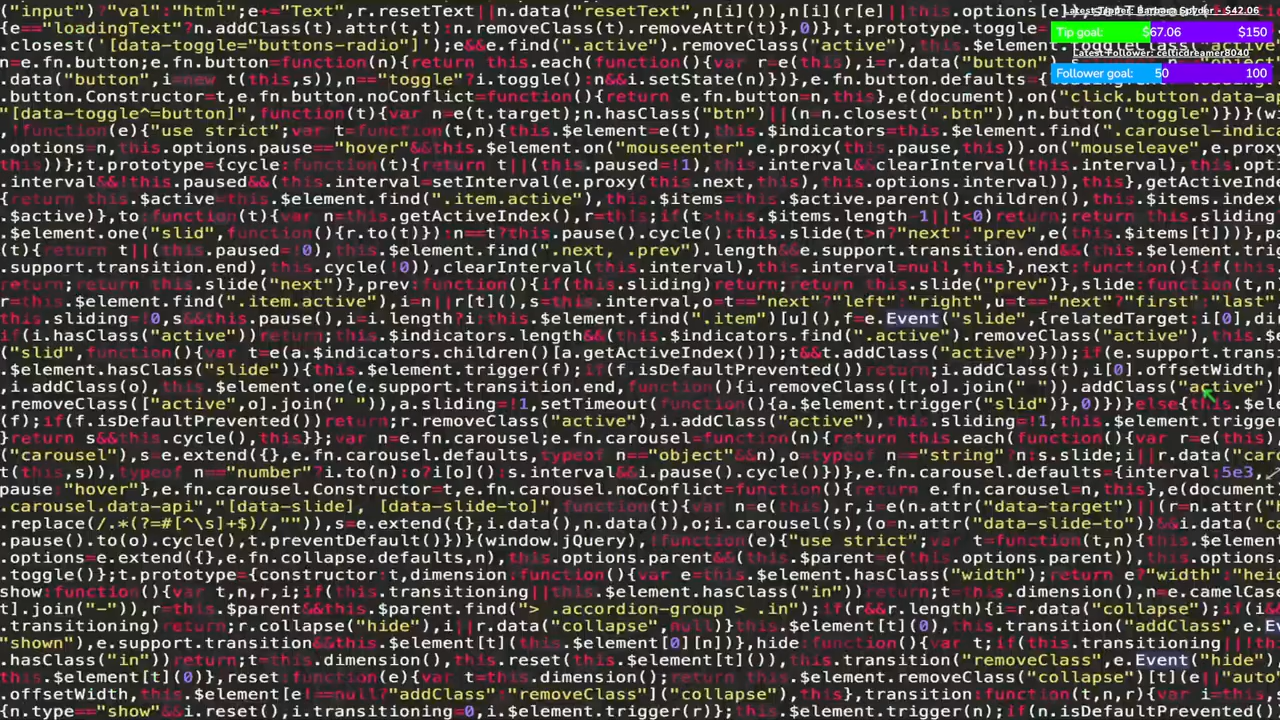 ("input")?"val":"html";e+="Text",r.resetText||n.data("resetText",n[i]()),n[i](r[e]||this.options[e]
{e=="loadingText"?n.addClass(t).attr(t,t):n.removeClass(t).removeAttr(t)},0)},t.prototype.toggle=
.closest('[data-toggle="buttons-radio"]');e&&e.find(".active").removeClass("active"),
n=e.fn.button;e.fn.button=function(n){return this.each(function(){var r=e(this),i=r.data("button"),
.data("button",i=new t(this,s)),n=="toggle"?i.toggle():n&&i.setState(n)})},e.fn.button.defaults=
.button.Constructor=t,e.fn.button.noConflict=function(){return e.fn.button=n,this},e(document).on("click.button.data-ap
"[data-toggle^=button]",function(t){var n=e(t.target);n.hasClass("btn")||(n=n.closest(".btn")),n.button("toggle")})}(w
,!function(e){"use strict";var t=function(t,n){this.$element=e(t),this.$indicators=this.$element.find(".carousel-indic
.options=n,this.options.pause=="hover"&&this.$element.on("mouseenter",e.proxy(this.pause,this)).on("mouseleave",e.proxy
this))};t.prototype={cycle:function(t){return t||(this.paused=!1),this.interval&&clearInterval(this.interval),this.opt
.interval&&!this.paused&&(this.interval=setInterval(e.proxy(this.next,this),this.options.interval)),this},getActiveInd
{return this.$active=this.$element.find(".item.active"),this.$items=this.$active.parent().children(),this.$items.index
.$active)},to:function(t){var n=this.getActiveIndex(),r=this;if(t>this.$items.length-1||t<0)return;return this.sliding
.$element.one("slid",function(){r.to(t)}):n==t?this.pause().cycle():this.slide(t>n?"next":"prev",e(this.$items[t]))},p
(t){return t||(this.paused=!0),this.$element.find(".next, .prev").length&&e.support.transition.end&&(this.$element.tri
.support.transition.end),this.cycle(!0)),clearInterval(this.interval),this.interval=null,this},next:function(){if(this
return;return this.slide("next")},prev:function(){if(this.sliding)return;return this.slide("prev")},slide:function(t,n
r=this.$element.find(".item.active"),i=n||r[t](),s=this.interval,o=t=="next"?"left":"right",u=t=="next"?"first":"last"
this.sliding=!0,s&&this.pause(),i=i.length?i:this.$element.find(".item")[u](),f=e.Event("slide",{relatedTarget:i[0],di
if(i.hasClass("active"))return;this.$indicators.length&&(this.$indicators.find(".active").removeClass("active"),this
("slid",function(){var t=e(a.$indicators.children()[a.getActiveIndex()]);t&&t.addClass("active")}));if(e.support.trans
.$element.hasClass("slide")){this.$element.trigger(f);if(f.isDefaultPrevented())return;i.addClass(t),i[0].offsetWidth,
,i.addClass(o),this.$element.one(e.support.transition.end,function(){i.removeClass([t,o].join(" ")).addClass("active")
.removeClass(["active",o].join(" ")),a.sliding=!1,setTimeout(function(){a.$element.trigger("slid")},0)})}else{this.$ele
(f);if(f.isDefaultPrevented())return;r.removeClass("active"),i.addClass("active"),this.sliding=!1,this.$element.trigger
}return s&&this.cycle(),this}};var n=e.fn.carousel;e.fn.carousel=function(n){return this.each(function(){var r=e(this)
("carousel"),s=e.extend({},e.fn.carousel.defaults,typeof n=="object"&&n),o=typeof n=="string"?n:s.slide;i||r.data("caro
t(this,s)),typeof n=="number"?i.to(n):o?i[o]():s.interval&&i.pause().cycle()})},e.fn.carousel.defaults={interval:5e3,
pause:"hover"},e.fn.carousel.Constructor=t,e.fn.carousel.noConflict=function(){return e.fn.carousel=n,this},e(document
.carousel.data-api","[data-slide], [data-slide-to]",function(t){var n=e(this),r,i=e(n.attr("data-target")||(r=n.attr("
.replace(/.*(?=#[^\s]+$)/,"")),s=e.extend({},i.data(),n.data()),o;i.carousel(s),(o=n.attr("data-slide-to"))&&i.data("ca
.pause().to(o).cycle(),t.preventDefault()})}(window.jQuery),!function(e){"use strict";var t=function(t,n){this.$element
options=e.extend({},e.fn.collapse.defaults,n),this.options.parent&&(this.$parent=e(this.options.parent)),this.options
.toggle()};t.prototype={constructor:t,dimension:function(){var e=this.$element.hasClass("width");return e?"width":"hei
show:function(){var t,n,r,i;if(this.transitioning||this.$element.hasClass("in"))return;t=this.dimension(),n=e.camelCase
t].join("-")),r=this.$parent&&this.$parent.find("> .accordion-group > .in");if(r&&r.length){i=r.data("collapse");if(i&
.transitioning)return;r.collapse("hide"),i||r.data("collapse",null)}this.$element[t](0),this.transition("addClass",e.E
"shown"),e.support.transition&&this.$element[t](this.$element[0][n])},hide:function(){var t;if(this.transitioning||!th
.hasClass("in"))return;t=this.dimension(),this.reset(this.$element[t]()),this.transition("removeClass",e.Event("hide"
this.$element[t](0)},reset:function(e){var t=this.dimension();return this.$element.removeClass("collapse")[t](e||"auto"
.offsetWidth,this.$element[e!==null?"addClass":"removeClass"]("collapse"),this},transition:function(t,n,r){var i=this,
{n.type=="show"&&i.reset(),i.transitioning=0,i.$element.trigger(r)};this.$element.trigger(n);if(n.isDefaultPrevented
Latest Tipper: Barbara Spyder - $42.06
Tip goal: $67.06 $150
Follower goal: 50 100